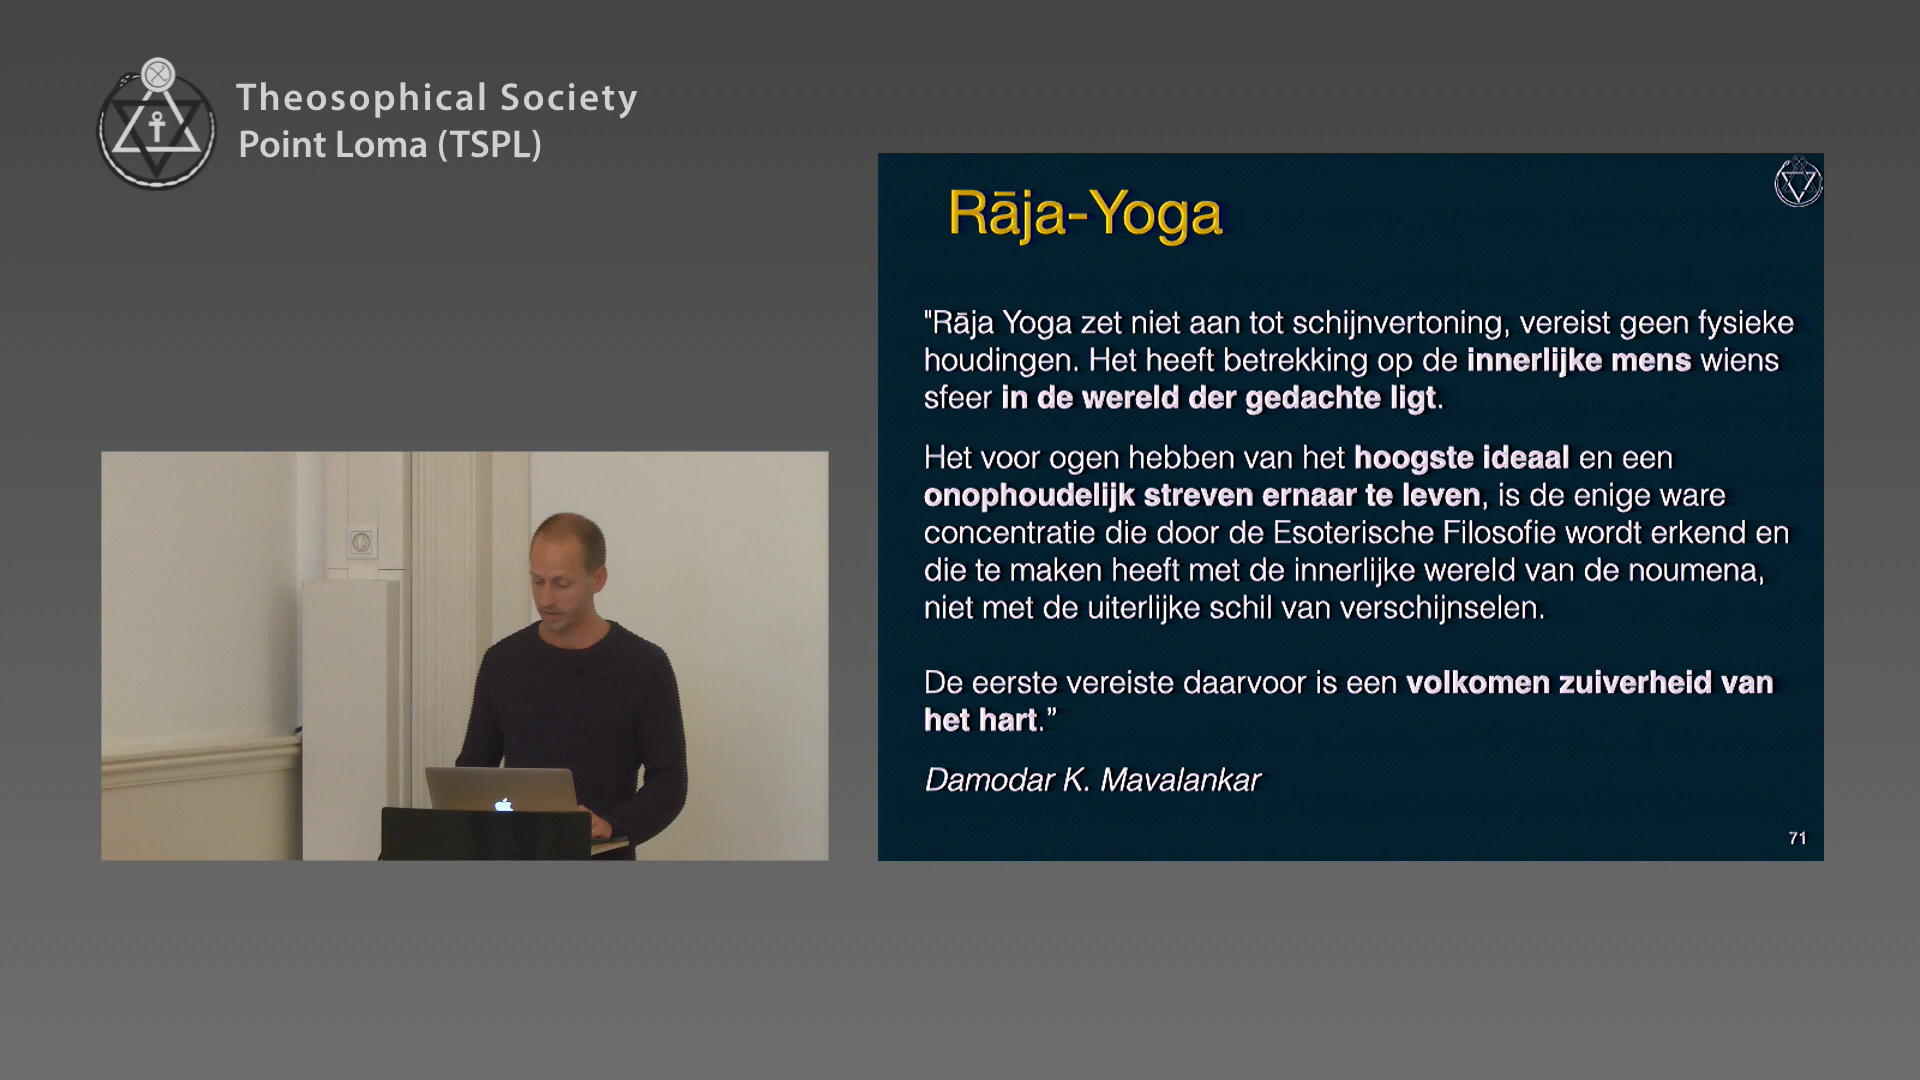 Theosophical Society
Point Loma (TSPL)
Rāja-Yoga
"Rāja Yoga zet niet aan tot schijnvertoning, vereist geen fysieke
houdingen. Het heeft betrekking op de innerlijke mens wiens
sfeer in de wereld der gedachte ligt.
Het voor ogen hebben van het hoogste ideaal en een
onophoudelijk streven ernaar te leven, is de enige ware
concentratie die door de Esoterische Filosofie wordt erkend en
die te maken heeft met de innerlijke wereld van de noumena,
niet met de uiterlijke schil van verschijnselen.
De eerste vereiste daarvoor is een volkomen zuiverheid van
het hart.”
Damodar K. Mavalankar
71